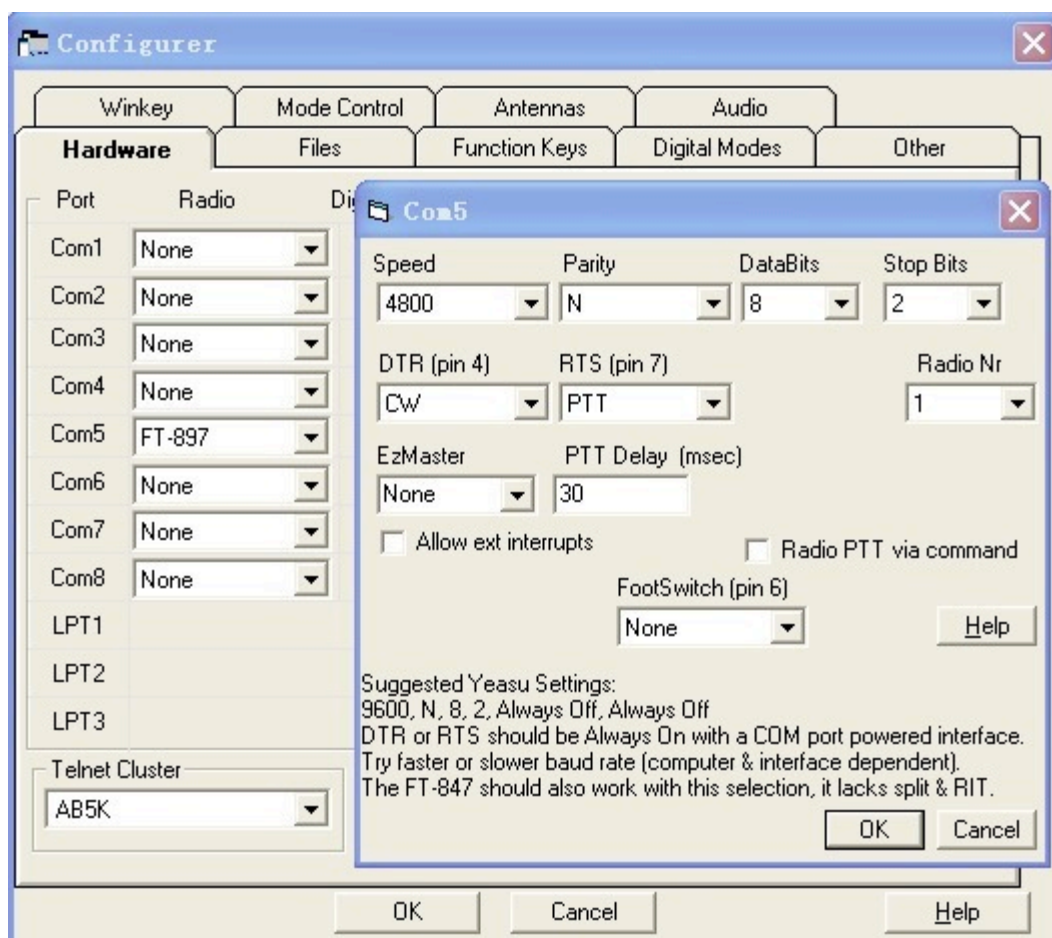 Configurer
Winkey Mode Control Antennas Audio
Hardware Files Function Keys Digital Modes Other
Port Radio
Com1 None
Com2 None
Com3 None
Com4 None
Com5 FT-897
Com6 None
Com7 None
Com8 None
LPT1
LPT2
LPT3
Telnet Cluster
AB5K
Com5
Speed Parity DataBits Stop Bits
4800 N 8 2
DTR (pin 4) RTS (pin 7) Radio Nr
CW PTT 1
EzMaster PTT Delay (msec)
None 30
Allow ext interrupts Radio PTT via command
FootSwitch (pin 6)
None Help
Suggested Yeasu Settings:
9600, N, 8, 2, Always Off, Always Off
DTR or RTS should be Always On with a COM port powered interface.
Try faster or slower baud rate (computer & interface dependent).
The FT-847 should also work with this selection, it lacks split & RIT.
OK Cancel
OK Cancel Help